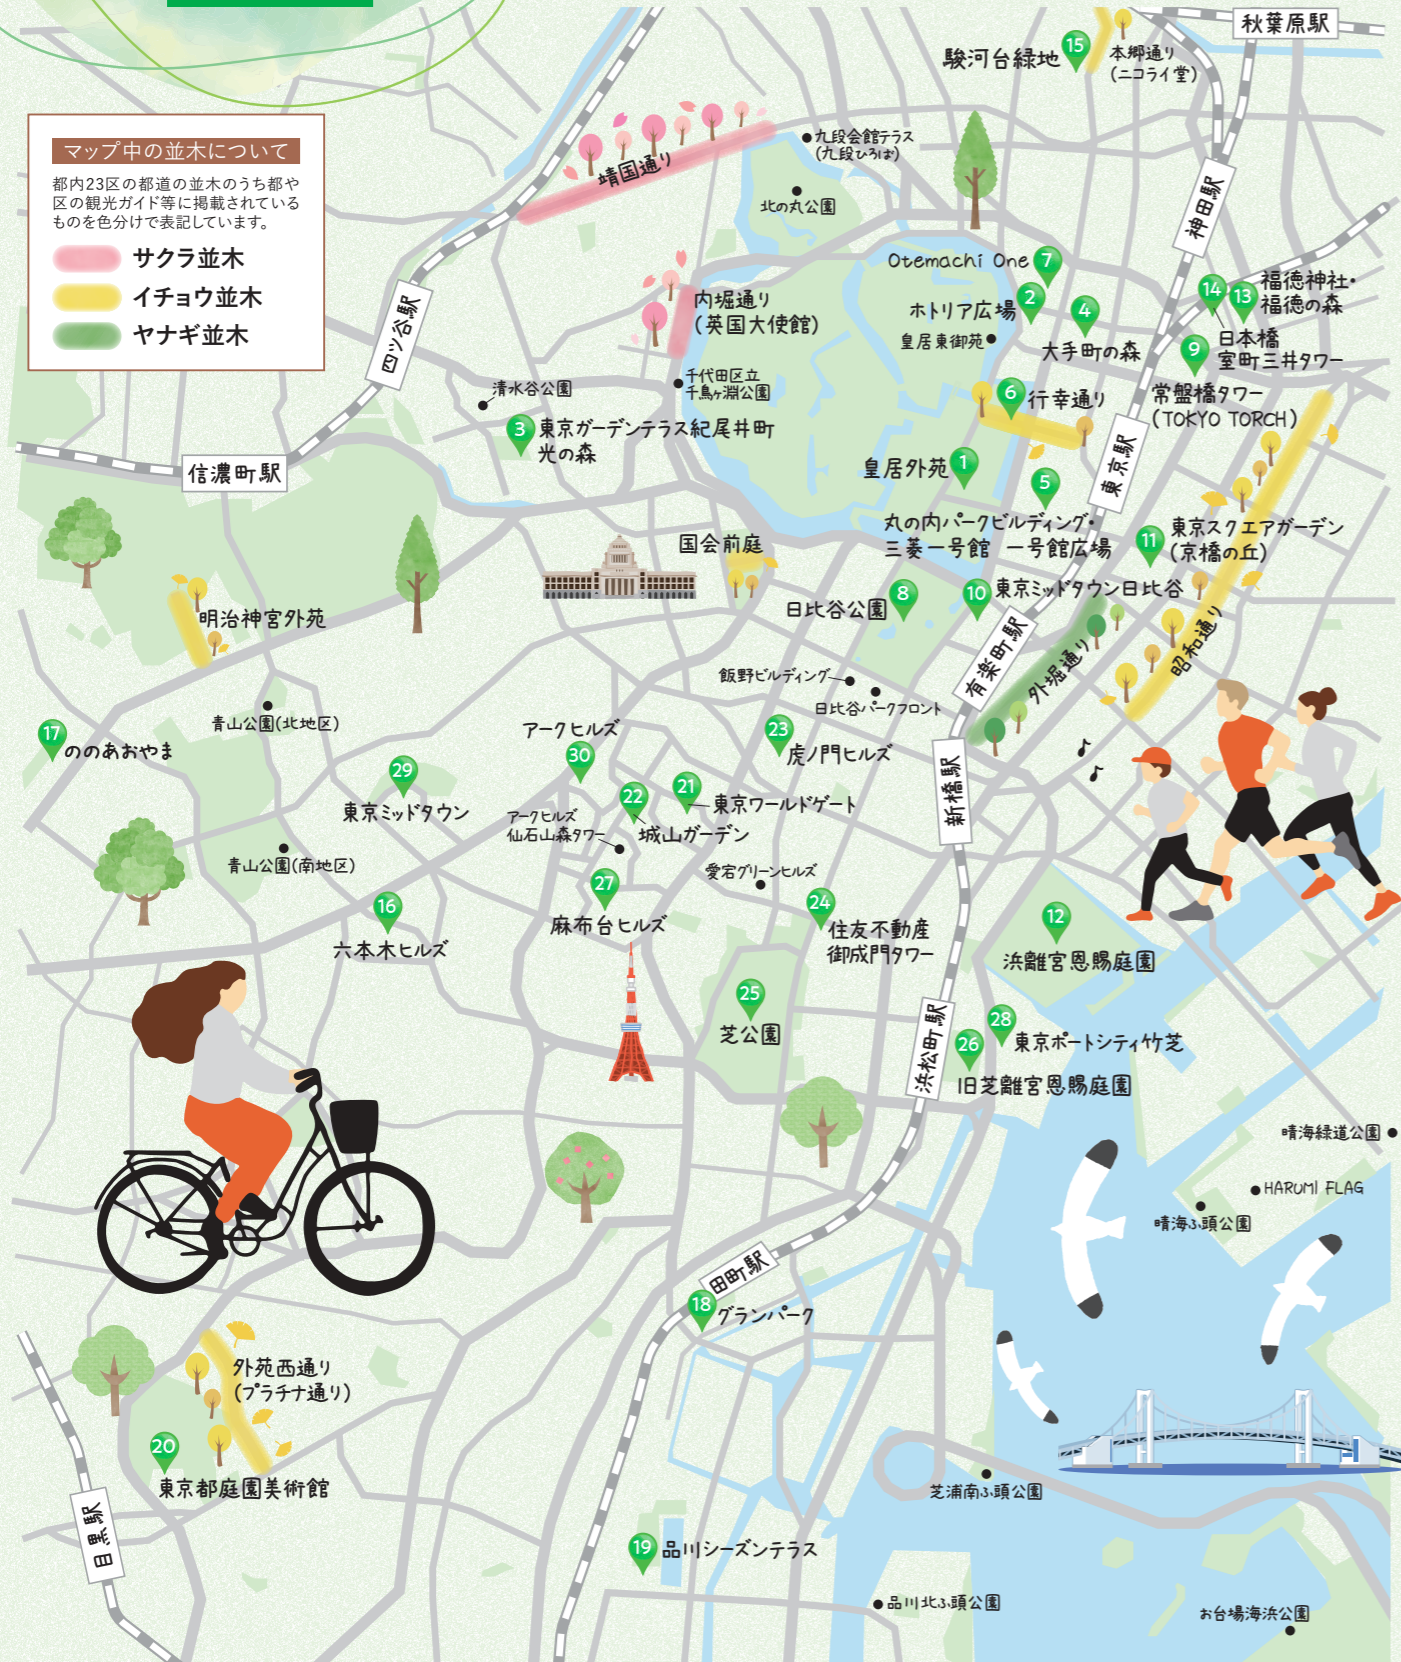 秋葉原駅
15
駿河台緑地
本郷通り
(ニコライ堂)
マップ中の並木について
都内23区の都道の並木のうち都や
区の観光ガイド等に掲載されている
ものを色分けで表記しています。
サクラ並木
イチョウ並木
ヤナギ並木
靖国通り
九段会館テラス
(九段ひろば)
北の丸公園
神田駅
Otemachi One
7
14
13
福徳神社・
福徳の森
内堀通り
(英国大使館)
2
ホトリア広場
4
皇居東御苑
大手町の森
日本橋
室町三井タワー
9
四ツ谷駅
清水谷公園
千代田区立
千鳥ヶ淵公園
6
行幸通り
常盤橋タワー
(TOKYO TORCH)
3
東京ガーデンテラス紀尾井町
光の森
信濃町駅
皇居外苑
1
5
東京駅
丸の内パークビルディング・
三菱一号館 一号館広場
11
東京スクエアガーデン
(京橋の丘)
国会前庭
日比谷公園
8
10
東京ミッドタウン日比谷
明治神宮外苑
有楽町駅
外堀通り
昭和通り
飯野ビルディング
日比谷パークフロント
青山公園(北地区)
17
ののあおやま
アークヒルズ
30
23
虎ノ門ヒルズ
29
東京ミッドタウン
新橋駅
22
21
東京ワールドゲート
アークヒルズ
仙石山森タワー
城山ガーデン
青山公園(南地区)
愛宕グリーンヒルズ
27
麻布台ヒルズ
16
六本木ヒルズ
24
住友不動産
御成門タワー
12
浜離宮恩賜庭園
25
芝公園
浜松町駅
28
東京ポートシティ竹芝
26
旧芝離宮恩賜庭園
晴海緑道公園
HARUMI FLAG
晴海ふ頭公園
田町駅
18
グランパーク
外苑西通り
(プラチナ通り)
20
東京都庭園美術館
芝浦南ふ頭公園
目黒駅
19
品川シーズンテラス
品川北ふ頭公園
お台場海浜公園